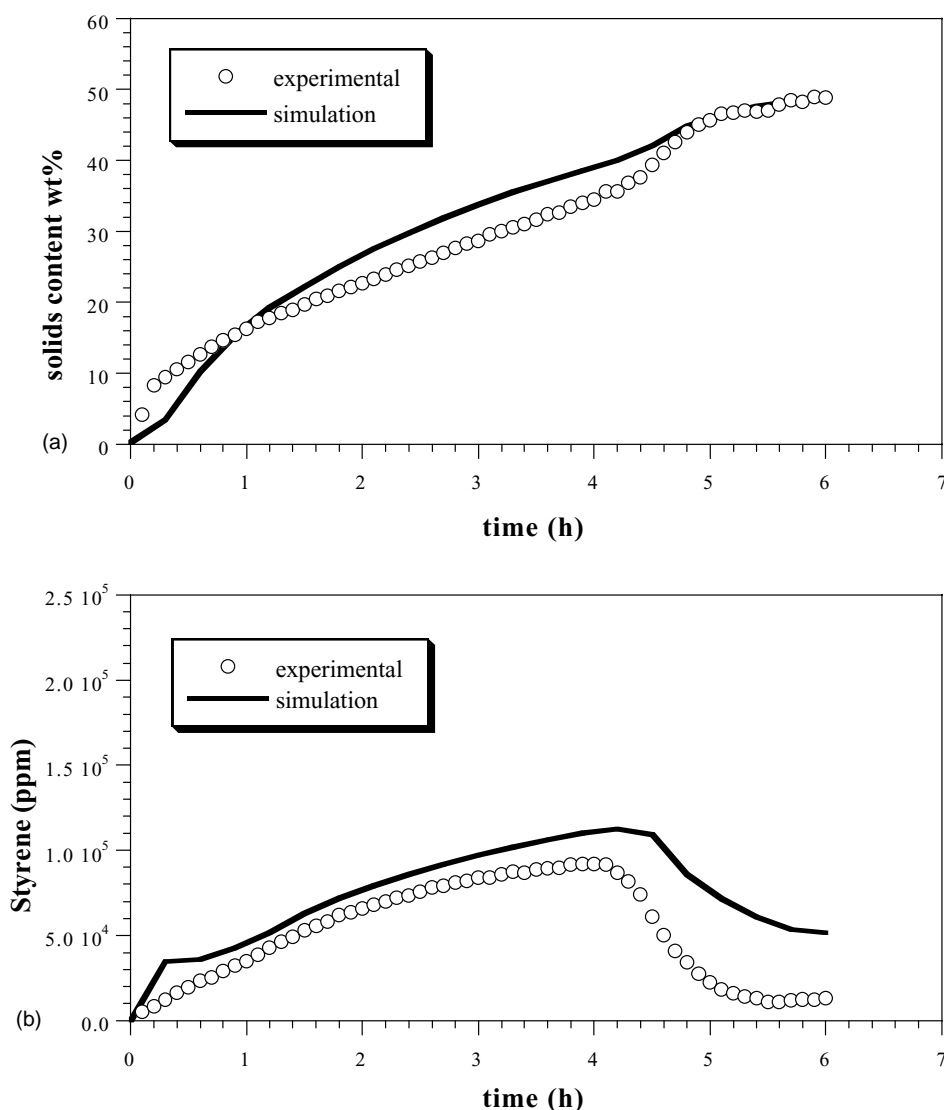 60
50
40
30
20
10
0
solids content wt%
experimental
simulation
(a)
0 1 2 3 4 5 6 7
time (h)
2.5 10^5
2.0 10^5
1.5 10^5
1.0 10^5
5.0 10^4
0.0
Styrene (ppm)
experimental
simulation
(b)
0 1 2 3 4 5 6 7
time (h)